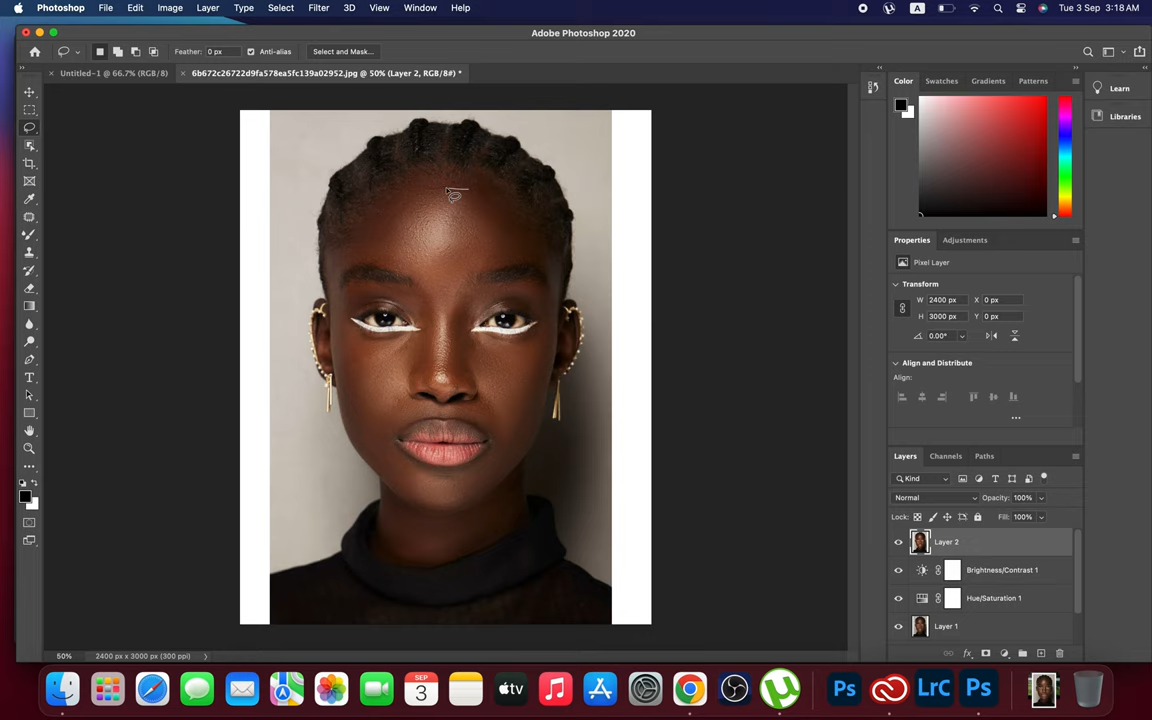 Photoshop File Edit Image Layer Type Select Filter 3D View Window Help A Tue 3 Sep 3:18 AM
Adobe Photoshop 2020
Feather: 0 px Anti-alias Select and Mask...
× Untitled-1 @ 66.7% (RGB/8) × 6b672c26722d9fa578ea5fc139a02952.jpg @ 50% (Layer 2, RGB/8#) *
Color Swatches Gradients Patterns
Learn
Libraries
Properties Adjustments
Pixel Layer
Transform
W 2400 px X 0 px
H 3000 px Y 0 px
0.00°
Align and Distribute
Align:
Layers Channels Paths
Kind
Normal Opacity: 100%
Lock: Fill: 100%
Layer 2
Brightness/Contrast 1
Hue/Saturation 1
Layer 1
50% 2400 px x 3000 px (300 ppi)
SEP
3
tv
Ps LrC Ps